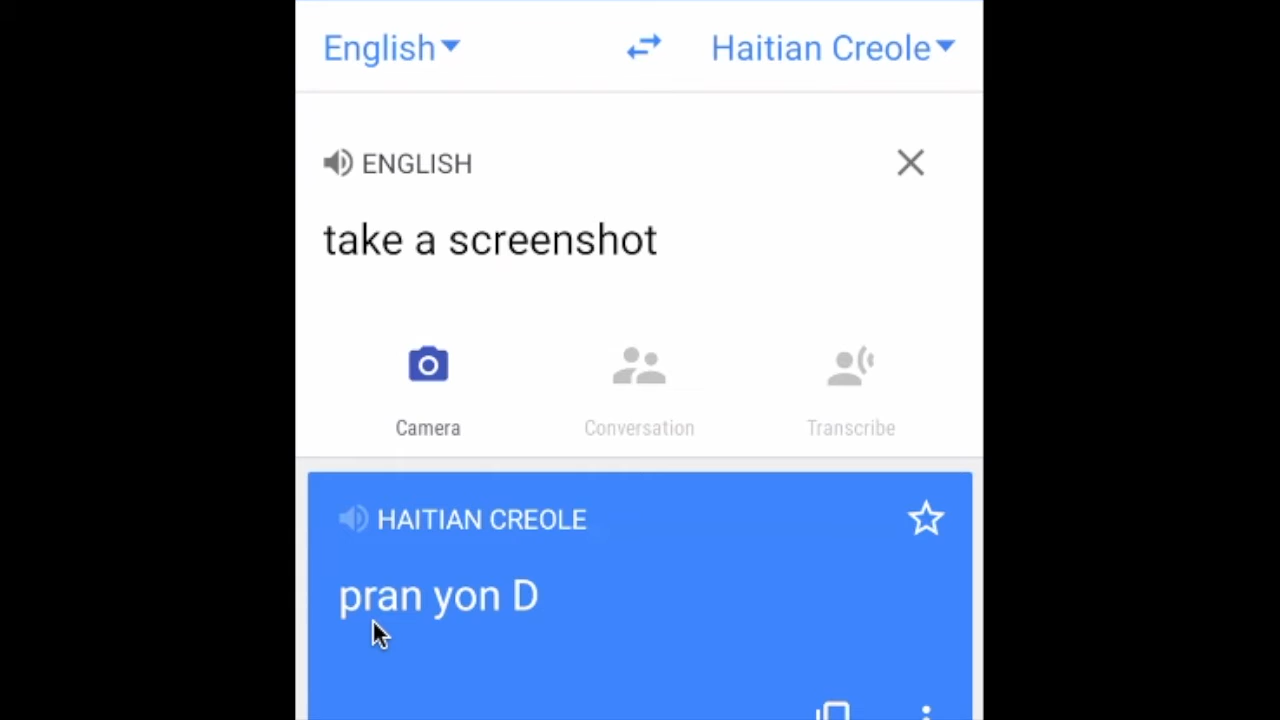 English Haitian Creole
ENGLISH
take a screenshot
Camera Conversation Transcribe
HAITIAN CREOLE
pran yon D